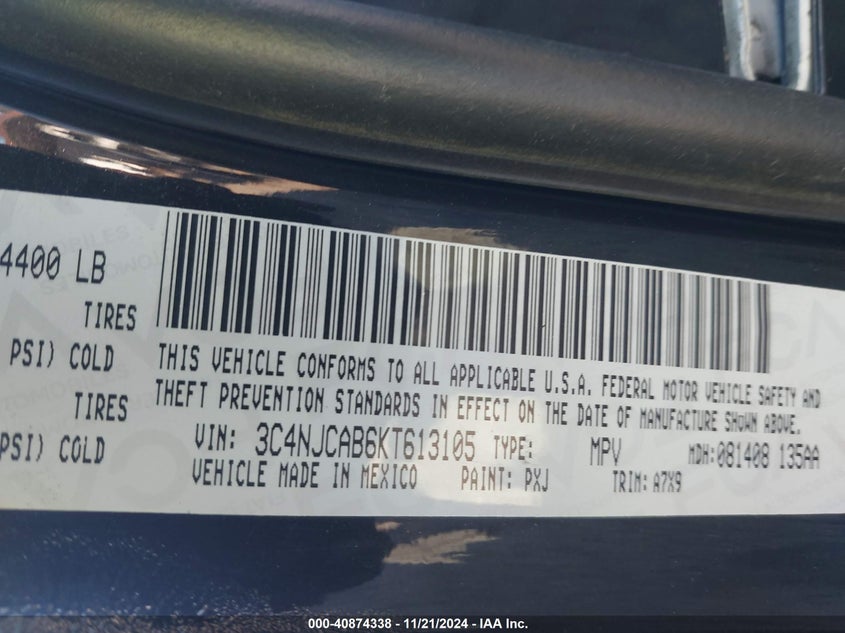 4400 LB
TIRES
PSI) COLD
TIRES
PSI) COLD
THIS VEHICLE CONFORMS TO ALL APPLICABLE U.S.A. FEDERAL MOTOR VEHICLE SAFETY AND
THEFT PREVENTION STANDARDS IN EFFECT ON THE DATE OF MANUFACTURE SHOWN ABOVE.
VIN: 3C4NJCAB6KT613105 TYPE: MPV MDH:081408 135AA
VEHICLE MADE IN MEXICO PAINT: PXJ TRIM: A7X9
000-40874338 - 11/21/2024 - IAA Inc.